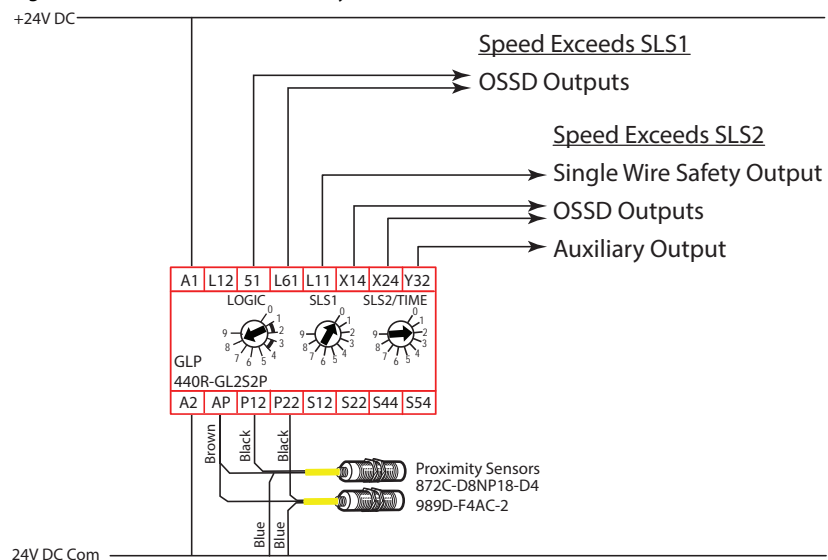 +24V DC
Speed Exceeds SLS1
OSSD Outputs
Speed Exceeds SLS2
Single Wire Safety Output
OSSD Outputs
Auxiliary Output
A1 L12 51 L61 L11 X14 X24 Y32
LOGIC SLS1 SLS2/TIME
0 1 2 3 4 5 6 7 8 9
0 1 2 3 4 5 6 7 8 9
0 1 2 3 4 5 6 7 8 9
GLP
440R-GL2S2P
A2 AP P12 P22 S12 S22 S44 S54
Brown
Black
Black
Proximity Sensors
872C-D8NP18-D4
989D-F4AC-2
Blue
Blue
24V DC Com